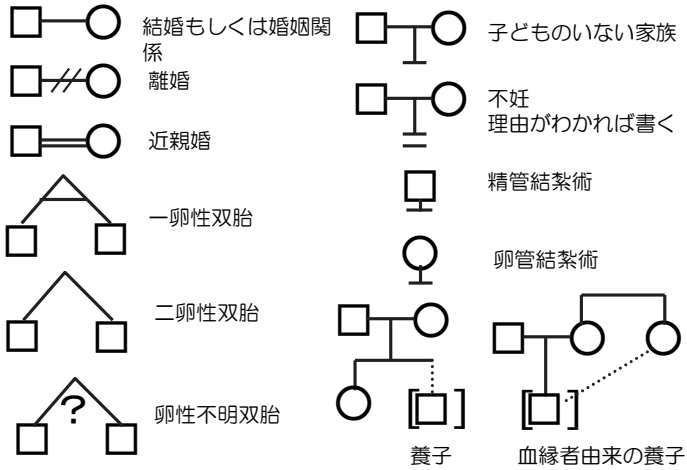 結婚もしくは婚姻関
係
離婚
近親婚
一卵性双胎
二卵性双胎
?
卵性不明双胎
子どものいない家族
不妊
理由がわかれば書く
精管結紮術
卵管結紮術
[ ]
養子
[ ]
血縁者由来の養子